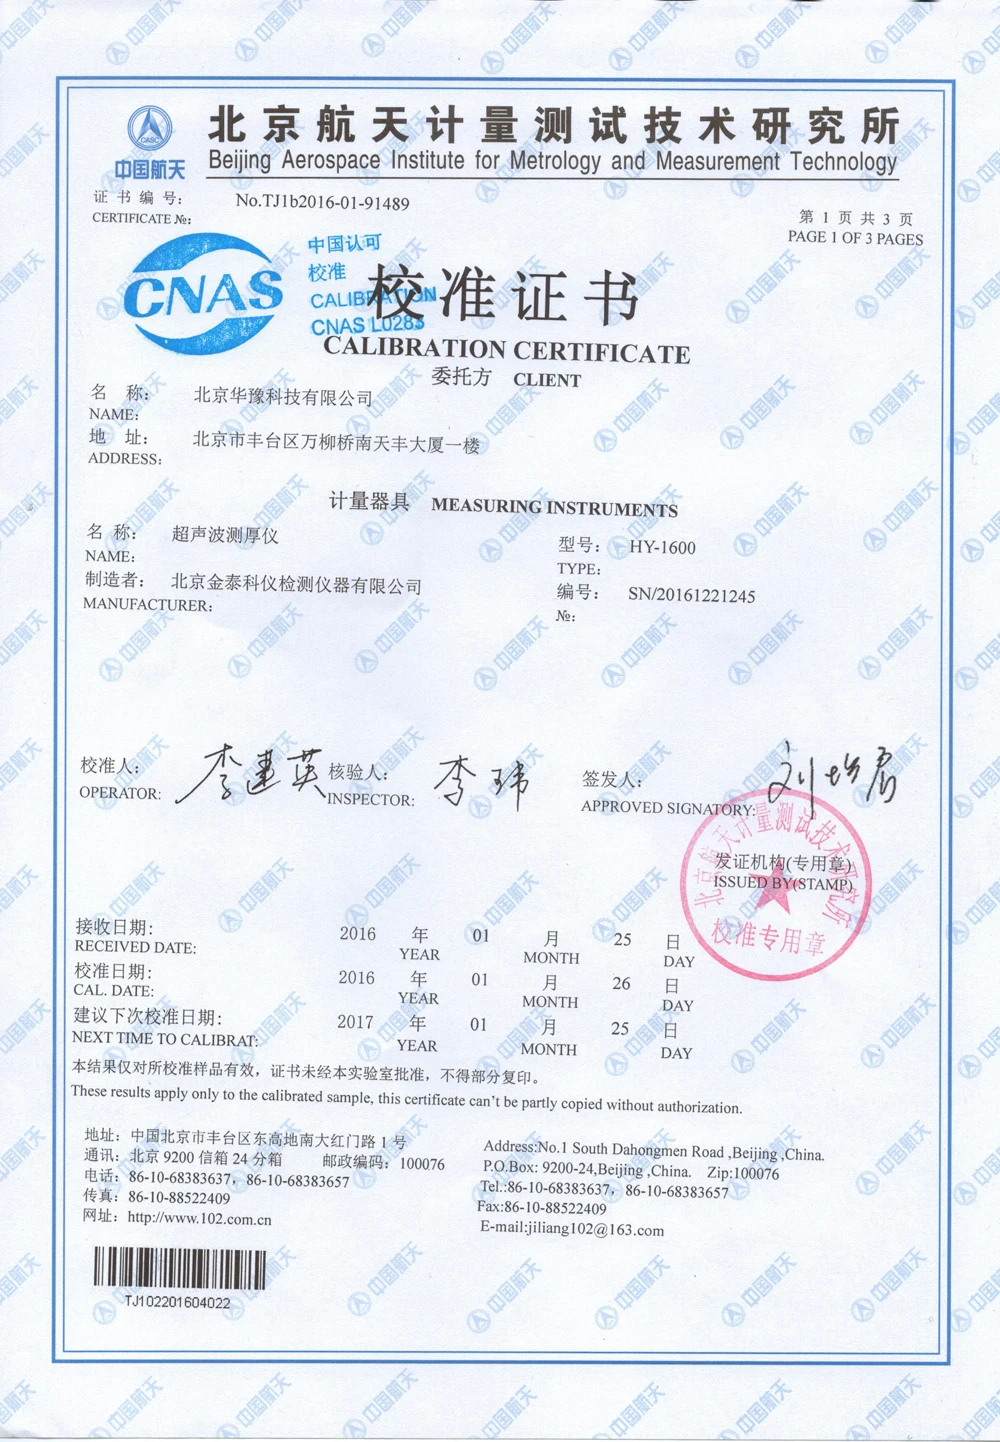 北京航天计量测试技术研究所
CASC
中国航天
Beijing Aerospace Institute for Metrology and Measurement Technology
证书编号: No.TJ1b2016-01-91489
CERTIFICATE №:
第 1 页 共 3 页
PAGE 1 OF 3 PAGES
CNAS
中国认可
校准
CALIBRATION
CNAS L0283
校准证书
CALIBRATION CERTIFICATE
委托方 CLIENT
名 称: 北京华豫科技有限公司
NAME:
地 址: 北京市丰台区万柳桥南天丰大厦一楼
ADDRESS:
计量器具 MEASURING INSTRUMENTS
名 称: 超声波测厚仪
NAME:
型号: HY-1600
TYPE:
制造者: 北京金泰科仪检测仪器有限公司
MANUFACTURER:
编号: SN/20161221245
№:
校准人: 李建英 核验人: 李玮 签发人:
OPERATOR: INSPECTOR: APPROVED SIGNATORY:
北京航天计量测试技术研究所
发证机构(专用章)
ISSUED BY(STAMP)
校准专用章
接收日期: 2016 年 01 月 25 日
RECEIVED DATE: YEAR MONTH DAY
校准日期: 2016 年 01 月 26 日
CAL. DATE: YEAR MONTH DAY
建议下次校准日期: 2017 年 01 月 25 日
NEXT TIME TO CALIBRAT: YEAR MONTH DAY
本结果仅对所校准样品有效，证书未经本实验室批准，不得部分复印。
These results apply only to the calibrated sample, this certificate can't be partly copied without authorization.
地址: 中国北京市丰台区东高地南大红门路 1 号
通讯: 北京 9200 信箱 24 分箱 邮政编码: 100076
电话: 86-10-68383637，86-10-68383657
传真: 86-10-88522409
网址: http://www.102.com.cn
Address:No.1 South Dahongmen Road ,Beijing ,China.
P.O.Box: 9200-24,Beijing ,China. Zip:100076
Tel.:86-10-68383637，86-10-68383657
Fax:86-10-88522409
E-mail:jiliang102@163.com
TJ102201604022